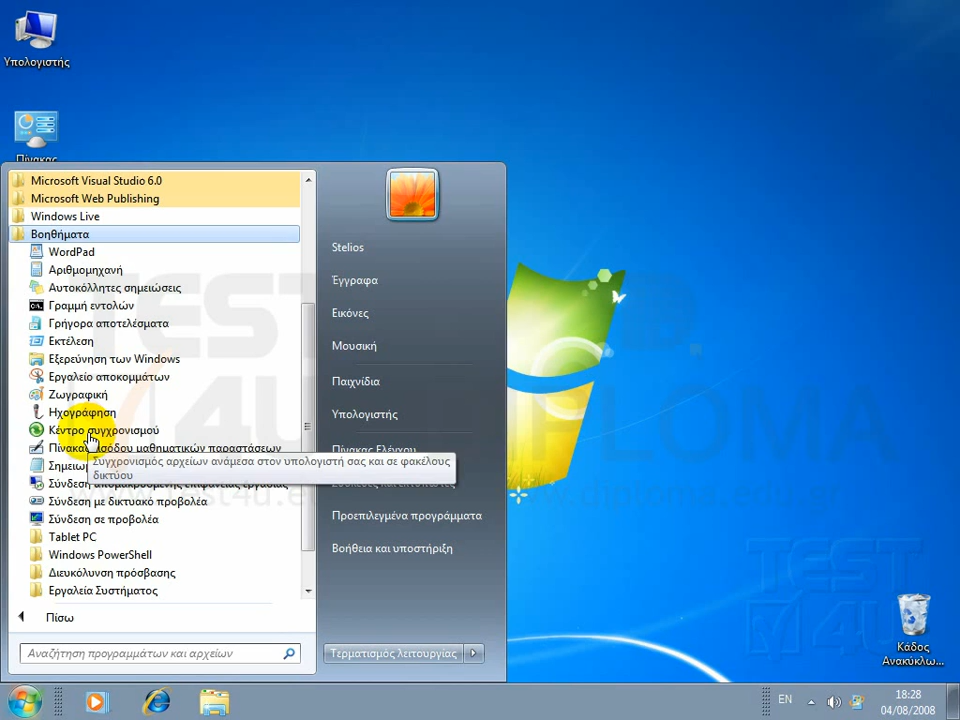 Υπολογιστής
Πίνακας
Microsoft Visual Studio 6.0
Microsoft Web Publishing
Windows Live
Βοηθήματα
WordPad
Αριθμομηχανή
Αυτοκόλλητες σημειώσεις
Γραμμή εντολών
Γρήγορα αποτελέσματα
Εκτέλεση
Εξερεύνηση των Windows
Εργαλείο αποκομμάτων
Ζωγραφική
Ηχογράφηση
Κέντρο συγχρονισμού
Πίνακας εισόδου μαθηματικών παραστάσεων
Συγχρονισμός αρχείων ανάμεσα στον υπολογιστή σας και σε φακέλους
δικτύου
Σύνδεση απομακρυσμένης επιφάνειας εργασίας
Σύνδεση με δικτυακό προβολέα
Σύνδεση σε προβολέα
Tablet PC
Windows PowerShell
Διευκόλυνση πρόσβασης
Εργαλεία Συστήματος
Πίσω
Αναζήτηση προγραμμάτων και αρχείων
Stelios
Έγγραφα
Εικόνες
Μουσική
Παιχνίδια
Υπολογιστής
Πίνακας Ελέγχου
Προεπιλεγμένα προγράμματα
Βοήθεια και υποστήριξη
Τερματισμός λειτουργίας
TEST
4U
DIPLOMA
TEST
4U
Κάδος
Ανακύκλω...
EN
18:28
04/08/2008